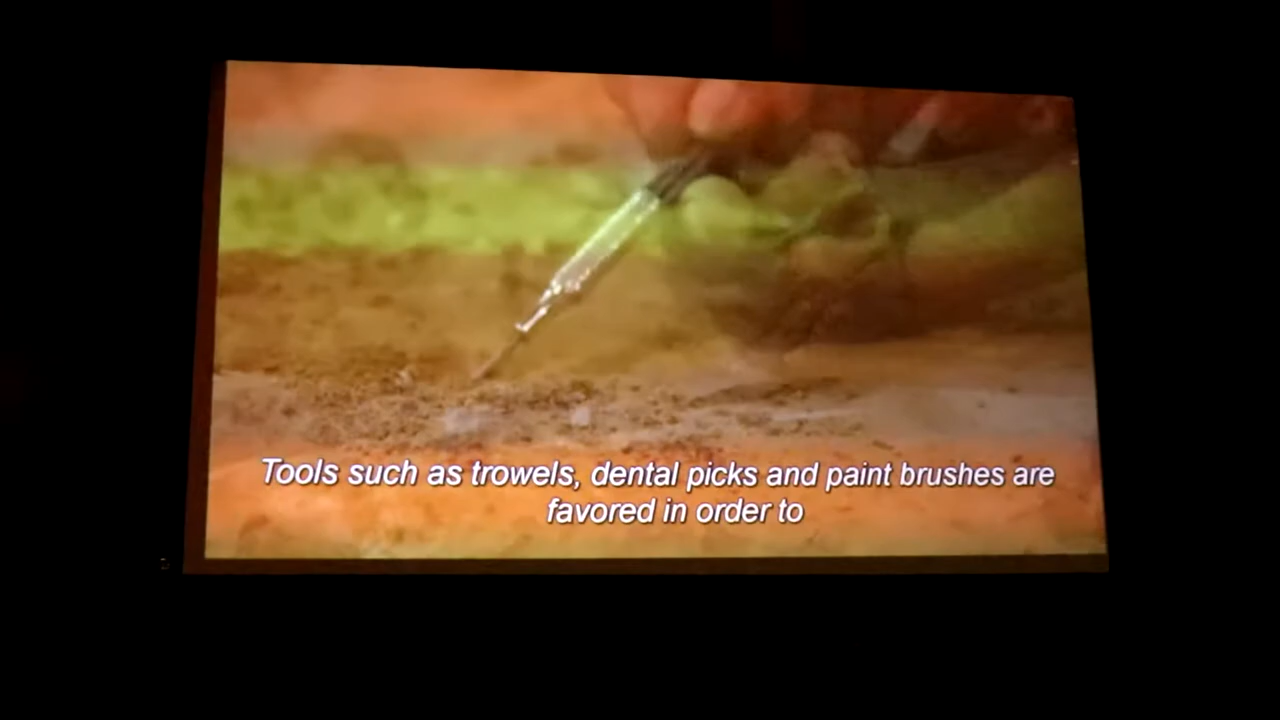 Tools such as trowels, dental picks and paint brushes are
favored in order to